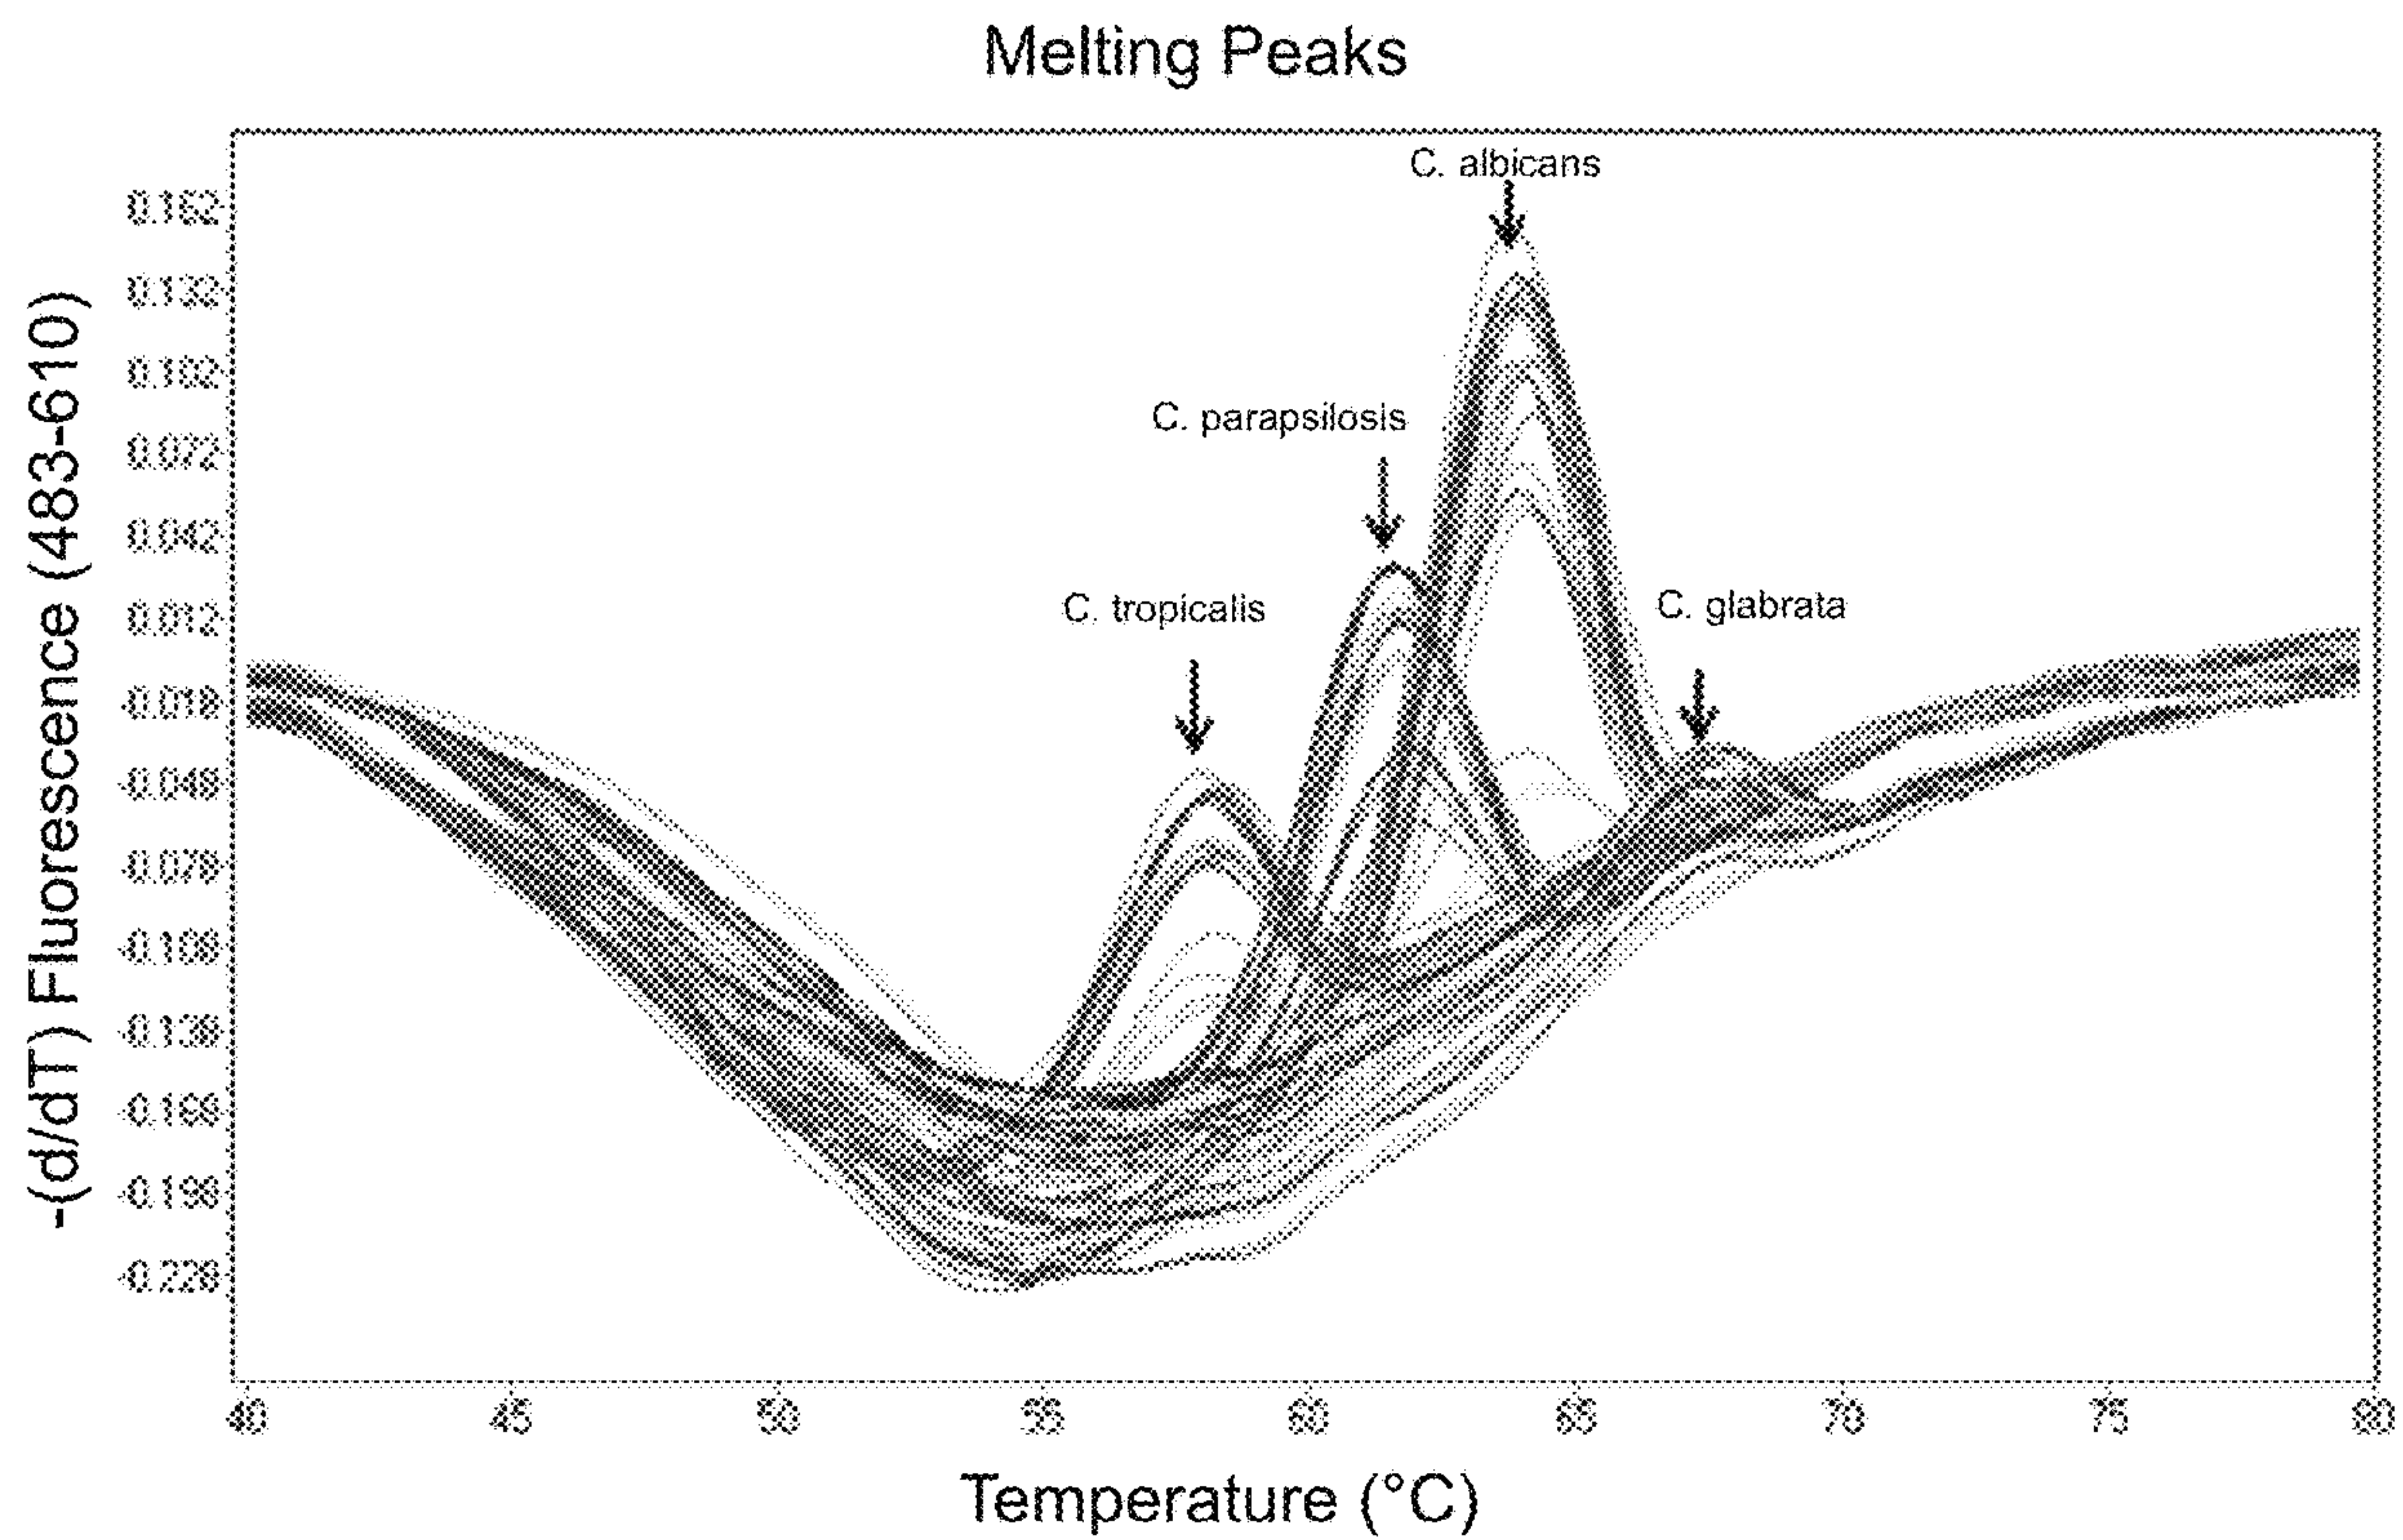 Melting Peaks
C. albicans
C. parapsilosis
C. tropicalis
C. glabrata
-(d/dT) Fluorescence (483-610)
0.162
0.132
0.102
0.072
0.042
0.012
-0.018
-0.048
-0.078
-0.108
-0.138
-0.168
-0.198
-0.228
40 45 50 55 60 65 70 75 80
Temperature (°C)